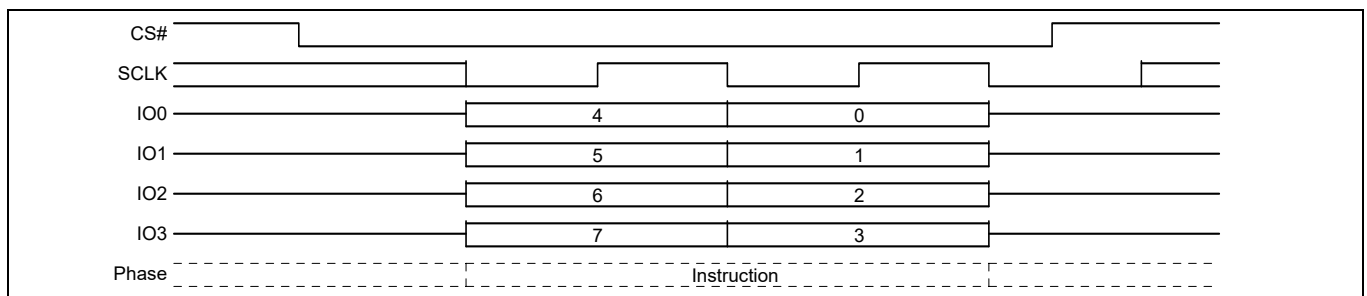 CS#
SCLK
IO0 4 0
IO1 5 1
IO2 6 2
IO3 7 3
Phase Instruction